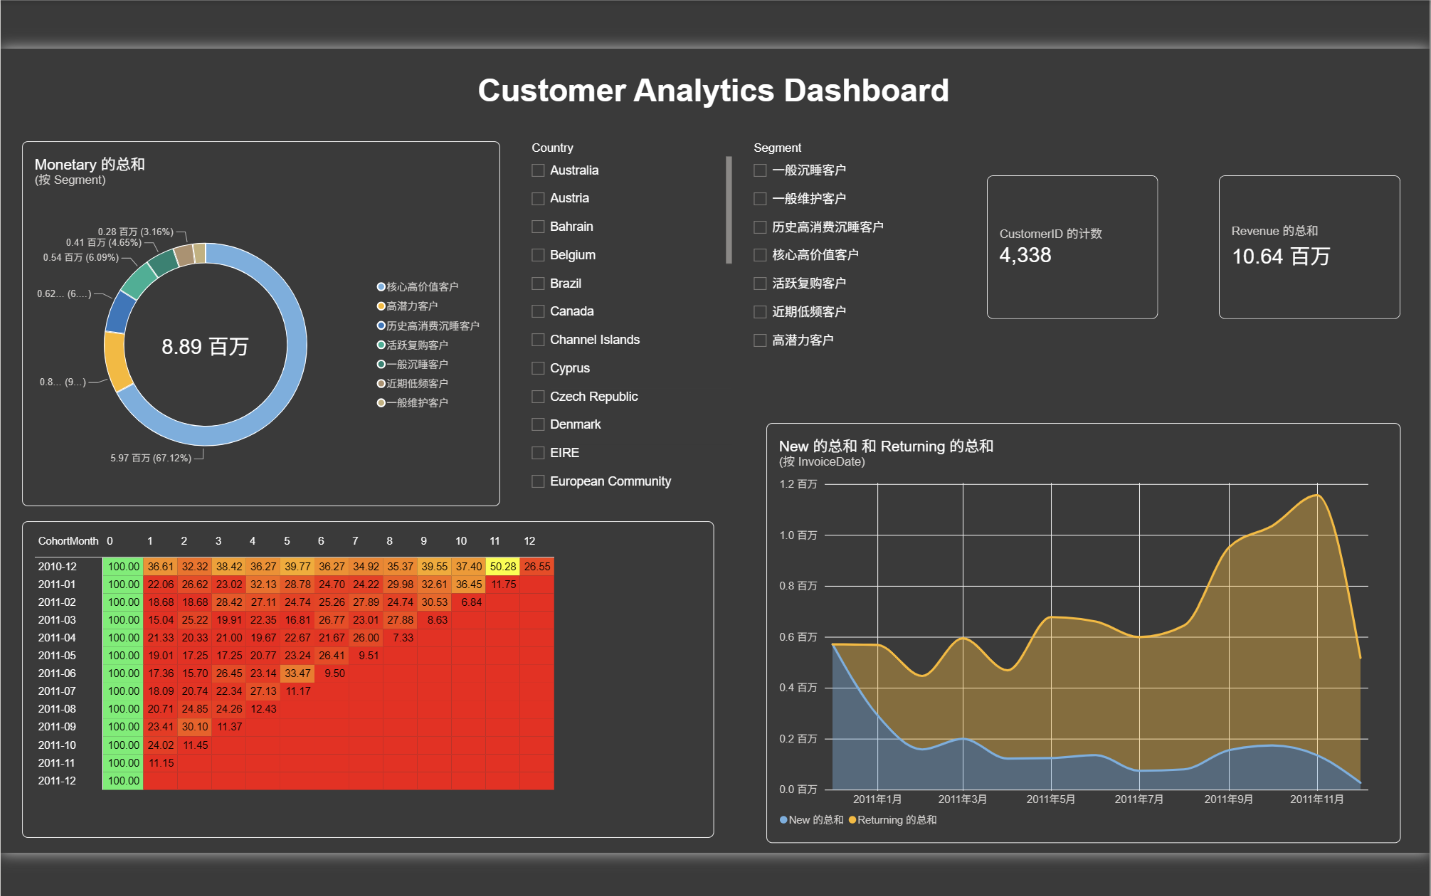 Customer Analytics Dashboard
Monetary 的总和
(按 Segment)
0.28 百万 (3.16%)
0.41 百万 (4.65%)
0.54 百万 (6.09%)
0.62... (6....)
0.8... (9...)
5.97 百万 (67.12%)
8.89 百万
核心高价值客户
高潜力客户
历史高消费沉睡客户
活跃复购客户
一般沉睡客户
近期低频客户
一般维护客户
Country
Australia
Austria
Bahrain
Belgium
Brazil
Canada
Channel Islands
Cyprus
Czech Republic
Denmark
EIRE
European Community
Segment
一般沉睡客户
一般维护客户
历史高消费沉睡客户
核心高价值客户
活跃复购客户
近期低频客户
高潜力客户
CustomerID 的计数
4,338
Revenue 的总和
10.64 百万
CohortMonth 0 1 2 3 4 5 6 7 8 9 10 11 12
2010-12 100.00 36.61 32.32 38.42 36.27 39.77 36.27 34.92 35.37 39.55 37.40 50.28 26.55
2011-01 100.00 22.06 26.62 23.02 32.13 28.78 24.70 24.22 29.98 32.61 36.45 11.75
2011-02 100.00 18.68 18.68 28.42 27.11 24.74 25.26 27.89 24.74 30.53 6.84
2011-03 100.00 15.04 25.22 19.91 22.35 16.81 26.77 23.01 27.88 8.63
2011-04 100.00 21.33 20.33 21.00 19.67 22.67 21.67 26.00 7.33
2011-05 100.00 19.01 17.25 17.25 20.77 23.24 26.41 9.51
2011-06 100.00 17.36 15.70 26.45 23.14 33.47 9.50
2011-07 100.00 18.09 20.74 22.34 27.13 11.17
2011-08 100.00 20.71 24.85 24.26 12.43
2011-09 100.00 23.41 30.10 11.37
2011-10 100.00 24.02 11.45
2011-11 100.00 11.15
2011-12 100.00
New 的总和 和 Returning 的总和
(按 InvoiceDate)
1.2 百万
1.0 百万
0.8 百万
0.6 百万
0.4 百万
0.2 百万
0.0 百万
2011年1月 2011年3月 2011年5月 2011年7月 2011年9月 2011年11月
New 的总和 Returning 的总和